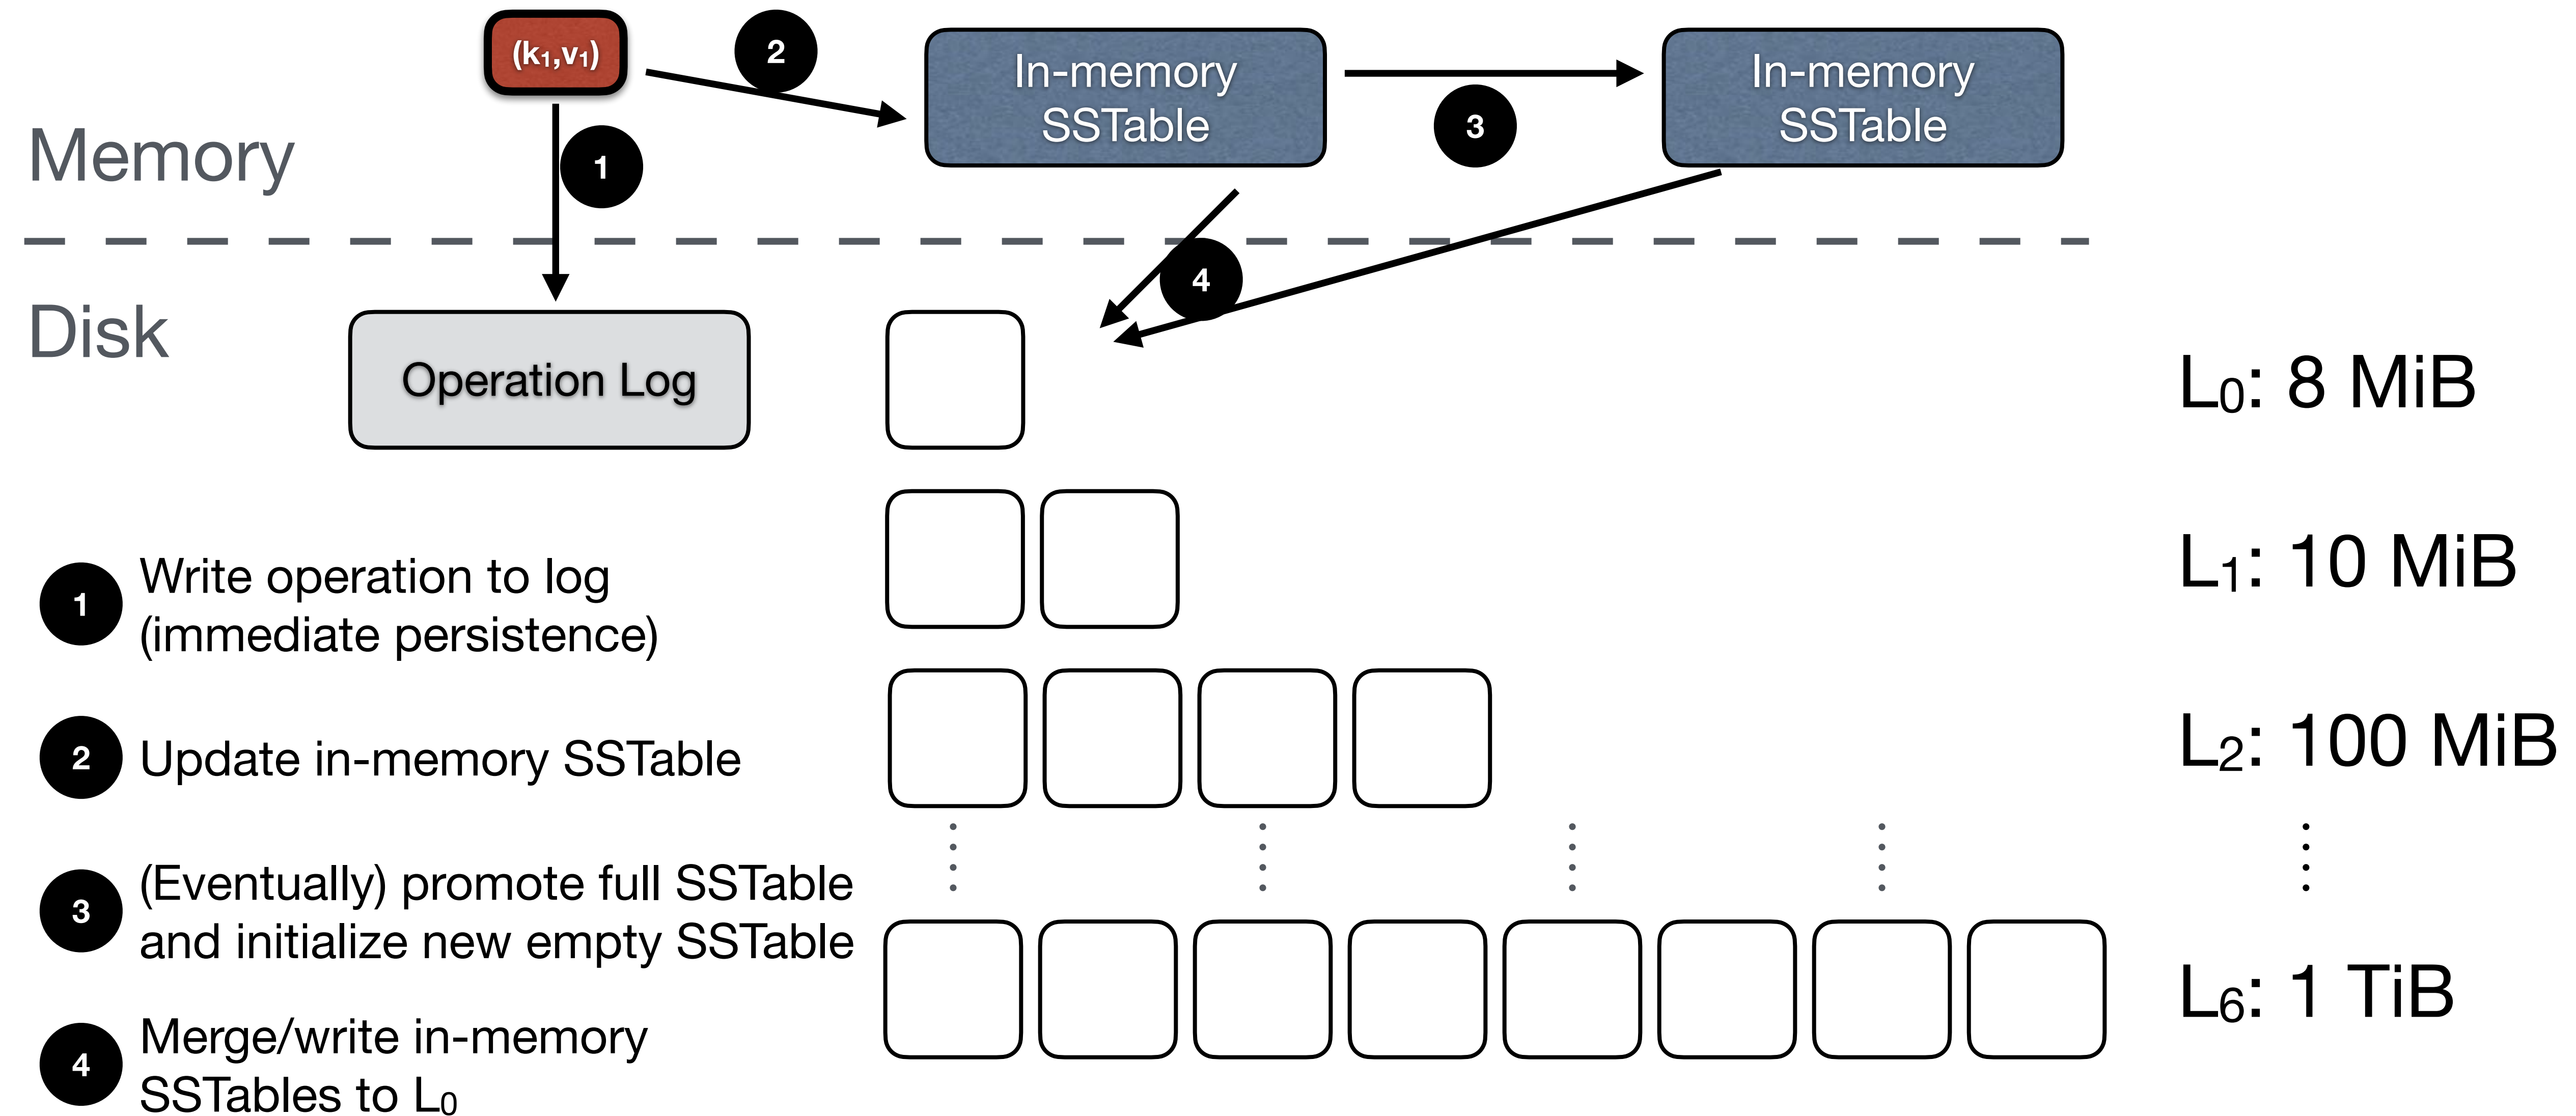 (k₁,v₁)
2
In-memory
SSTable
3
In-memory
SSTable
Memory
1
4
Disk
Operation Log
L₀: 8 MiB
L₁: 10 MiB
L₂: 100 MiB
L₆: 1 TiB
1
Write operation to log
(immediate persistence)
2
Update in-memory SSTable
3
(Eventually) promote full SSTable
and initialize new empty SSTable
4
Merge/write in-memory
SSTables to L₀